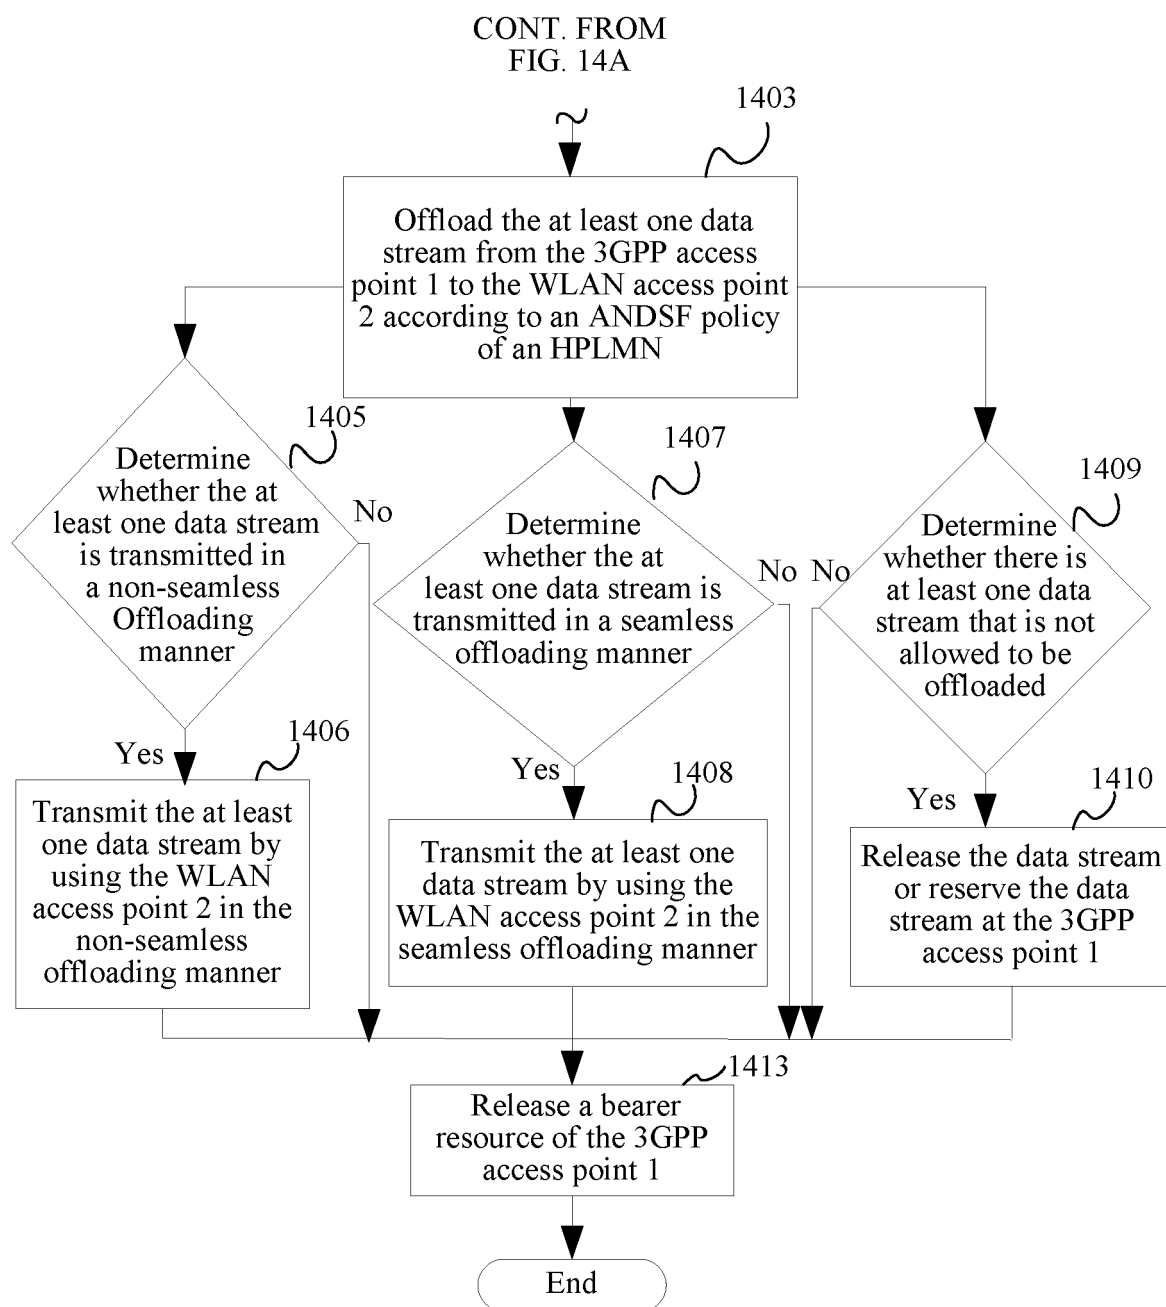 CONT. FROM
FIG. 14A
1403
Offload the at least one data
stream from the 3GPP access
point 1 to the WLAN access point
2 according to an ANDSF policy
of an HPLMN
1405
Determine
whether the at
least one data stream
is transmitted in
a non-seamless
Offloading
manner
No
Yes
1407
Determine
whether the at
least one data stream is
transmitted in a seamless
offloading manner
No
Yes
1409
Determine
whether there is
at least one data
stream that is not
allowed to be
offloaded
No
Yes
1406
Transmit the at least
one data stream by
using the WLAN
access point 2 in the
non-seamless
offloading manner
1408
Transmit the at least one
data stream by using the
WLAN access point 2 in the
seamless offloading manner
1410
Release the data stream
or reserve the data
stream at the 3GPP
access point 1
1413
Release a bearer
resource of the 3GPP
access point 1
End